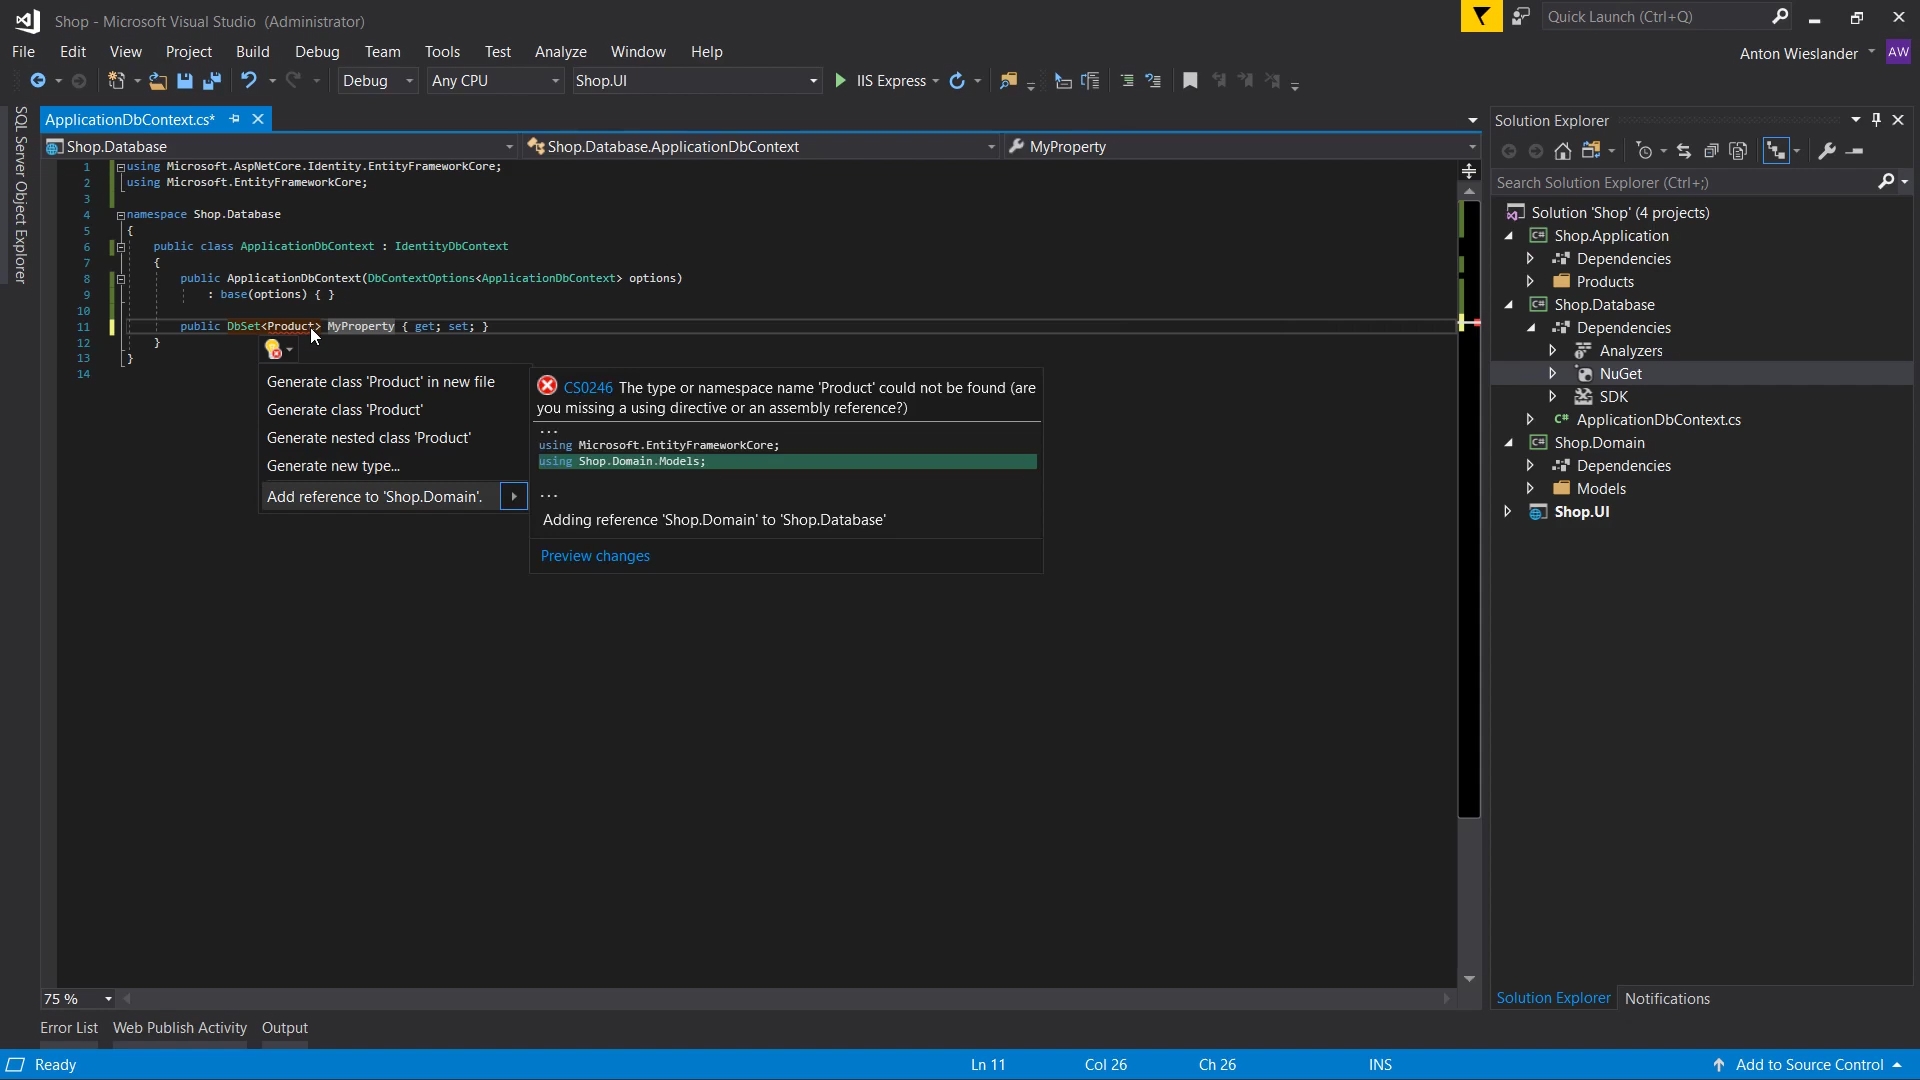 Shop - Microsoft Visual Studio (Administrator)
Quick Launch (Ctrl+Q)
File Edit View Project Build Debug Team Tools Test Analyze Window Help
Anton Wieslander AW
Debug Any CPU Shop.UI IIS Express
SQL Server Object Explorer
ApplicationDbContext.cs*
Shop.Database Shop.Database.ApplicationDbContext MyProperty
1 using Microsoft.AspNetCore.Identity.EntityFrameworkCore;
2 using Microsoft.EntityFrameworkCore;
3
4 namespace Shop.Database
5 {
6 public class ApplicationDbContext : IdentityDbContext
7 {
8 public ApplicationDbContext(DbContextOptions<ApplicationDbContext> options)
9 : base(options) { }
10
11 public DbSet<Product> MyProperty { get; set; }
12 }
13 }
14
Generate class 'Product' in new file
Generate class 'Product'
Generate nested class 'Product'
Generate new type...
Add reference to 'Shop.Domain'.
CS0246 The type or namespace name 'Product' could not be found (are
you missing a using directive or an assembly reference?)
...
using Microsoft.EntityFrameworkCore;
using Shop.Domain.Models;
...
Adding reference 'Shop.Domain' to 'Shop.Database'
Preview changes
Solution Explorer
Search Solution Explorer (Ctrl+;)
Solution 'Shop' (4 projects)
C# Shop.Application
Dependencies
Products
C# Shop.Database
Dependencies
Analyzers
NuGet
SDK
C# ApplicationDbContext.cs
C# Shop.Domain
Dependencies
Models
Shop.UI
75 %
Solution Explorer Notifications
Error List Web Publish Activity Output
Ready Ln 11 Col 26 Ch 26 INS Add to Source Control